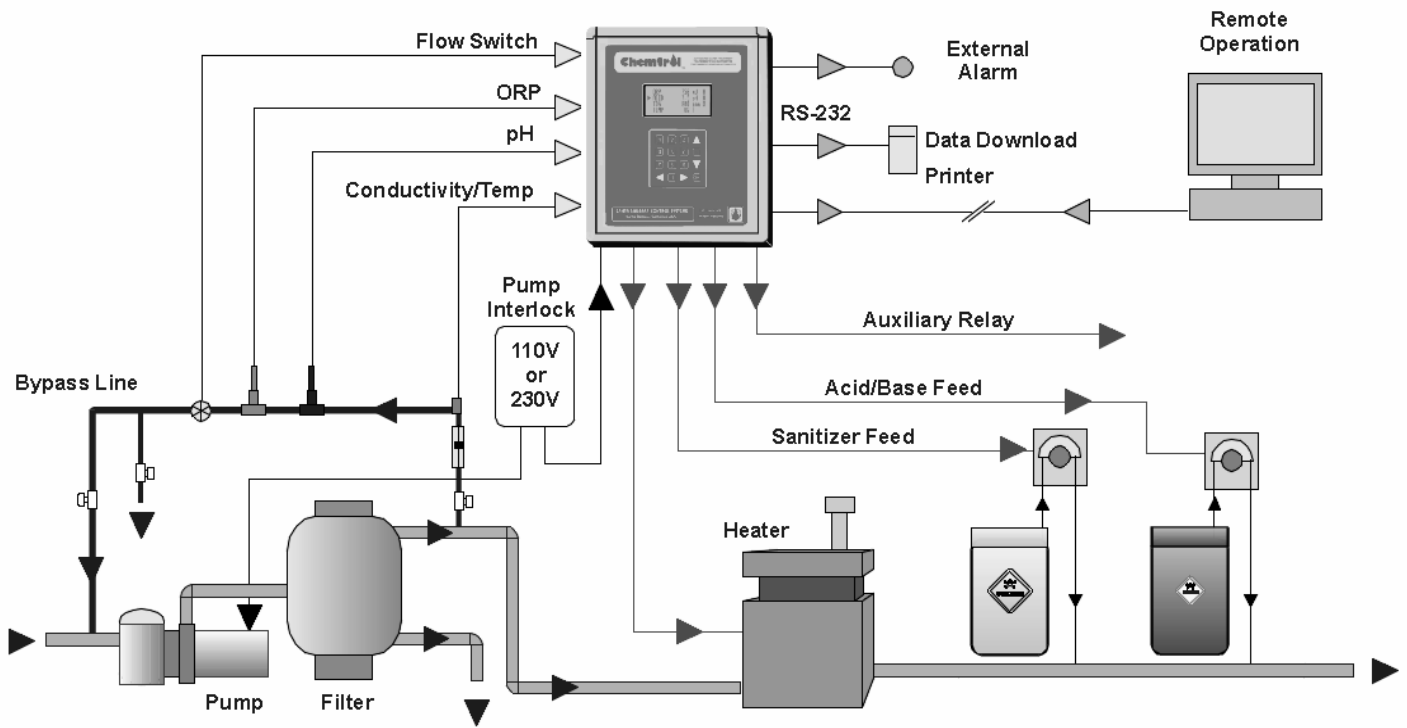 Flow Switch
ORP
pH
Conductivity/Temp
Chemtrol
External
Alarm
RS-232
Data Download
Printer
Remote
Operation
Pump
Interlock
110V
or
230V
Auxiliary Relay
Acid/Base Feed
Sanitizer Feed
Bypass Line
Heater
Pump
Filter